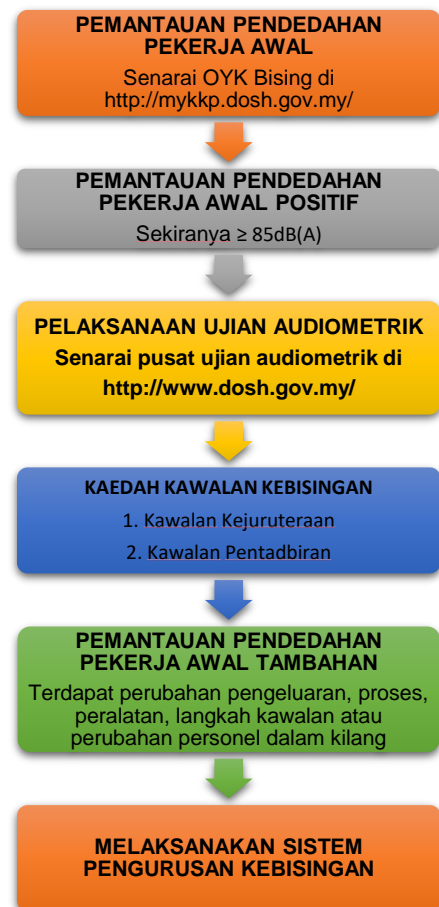 PEMANTAUAN PENDEDAHAN
PEKERJA AWAL
Senarai OYK Bising di
http://mykkp.dosh.gov.my/
PEMANTAUAN PENDEDAHAN
PEKERJA AWAL POSITIF
Sekiranya ≥ 85dB(A)
PELAKSANAAN UJIAN AUDIOMETRIK
Senarai pusat ujian audiometrik di
http://www.dosh.gov.my/
KAEDAH KAWALAN KEBISINGAN
1. Kawalan Kejuruteraan
2. Kawalan Pentadbiran
PEMANTAUAN PENDEDAHAN
PEKERJA AWAL TAMBAHAN
Terdapat perubahan pengeluaran, proses,
peralatan, langkah kawalan atau
perubahan personel dalam kilang
MELAKSANAKAN SISTEM
PENGURUSAN KEBISINGAN